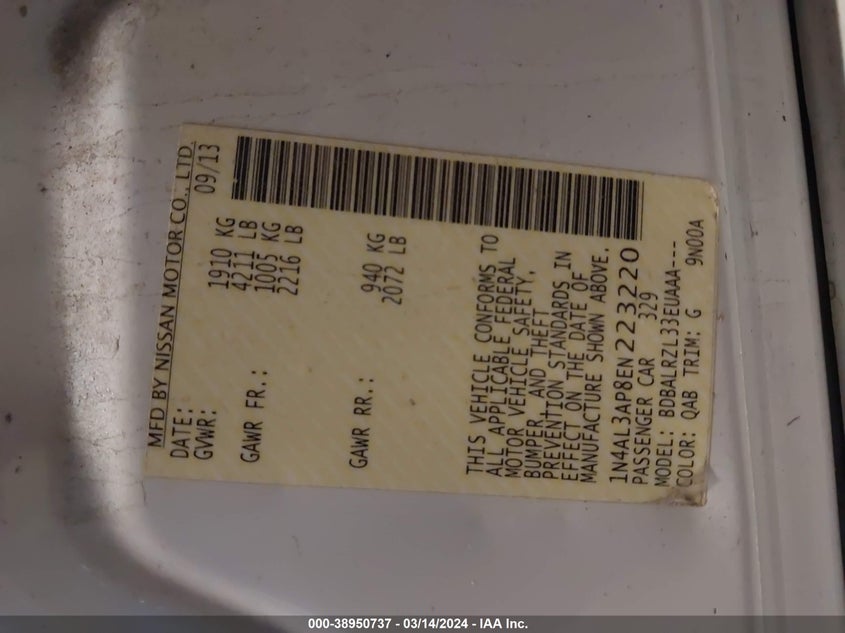 MFD BY NISSAN MOTOR CO., LTD.
DATE: 09/13
GVWR: 1910 KG
4211 LB
GAWR FR.: 1005 KG
2216 LB
GAWR RR.: 940 KG
2072 LB
THIS VEHICLE CONFORMS TO
ALL APPLICABLE FEDERAL
MOTOR VEHICLE SAFETY,
BUMPER, AND THEFT
PREVENTION STANDARDS IN
EFFECT ON THE DATE OF
MANUFACTURE SHOWN ABOVE.
1N4AL3AP8EN223220
PASSENGER CAR 329
MODEL: BDBALRZL33EUAAA---
COLOR: QAB TRIM: G 9N00A
000-38950737 - 03/14/2024 - IAA Inc.